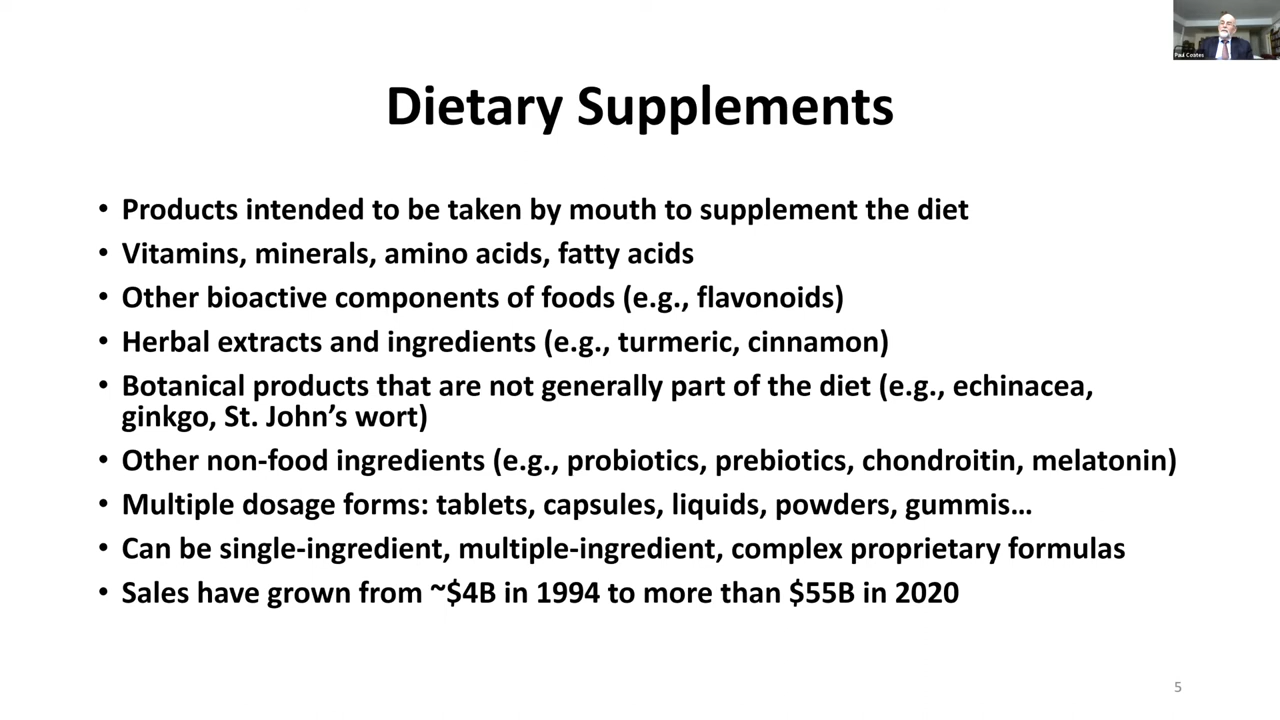 Paul Coates
Dietary Supplements
• Products intended to be taken by mouth to supplement the diet
• Vitamins, minerals, amino acids, fatty acids
• Other bioactive components of foods (e.g., flavonoids)
• Herbal extracts and ingredients (e.g., turmeric, cinnamon)
• Botanical products that are not generally part of the diet (e.g., echinacea,
ginkgo, St. John’s wort)
• Other non-food ingredients (e.g., probiotics, prebiotics, chondroitin, melatonin)
• Multiple dosage forms: tablets, capsules, liquids, powders, gummis…
• Can be single-ingredient, multiple-ingredient, complex proprietary formulas
• Sales have grown from ~$4B in 1994 to more than $55B in 2020
5